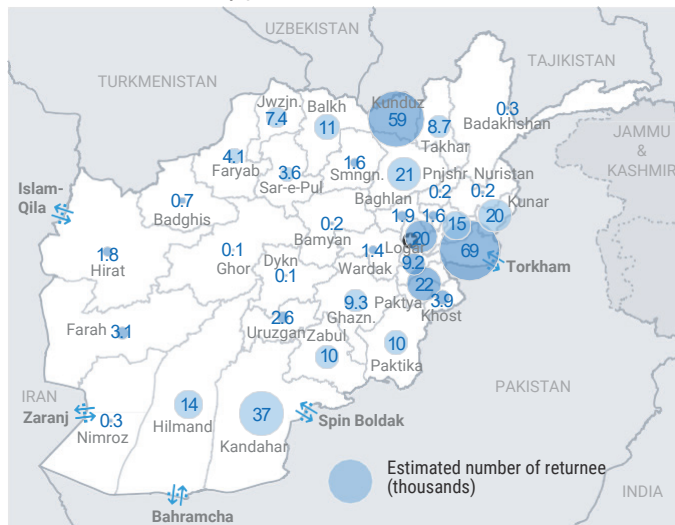 UZBEKISTAN
TAJIKISTAN
TURKMENISTAN
Jwzjn.
7.4
Balkh
11
Kunduz
59
8.7
Takhar
0.3
Badakhshan
JAMMU
&
KASHMIR
4.1
Faryab
3.6
Sar-e-Pul
1.6
Smngn.
21
Baghlan
Pnjshr
0.2
Nuristan
0.2
Kunar
20
Islam-
Qila
0.7
Badghis
1.9
1.6
15
0.2
Bamyan
20
Logar
69
Torkham
1.8
Hirat
0.1
Ghor
Dykn
0.1
1.4
Wardak
9.2
22
Paktya
3.9
Khost
9.3
Ghazn.
Farah
3.1
2.6
Uruzgan
Zabul
10
10
Paktika
IRAN
Zaranj
0.3
Nimroz
14
Hilmand
37
Kandahar
Spin Boldak
PAKISTAN
Estimated number of returnee
(thousands)
Bahramcha
INDIA